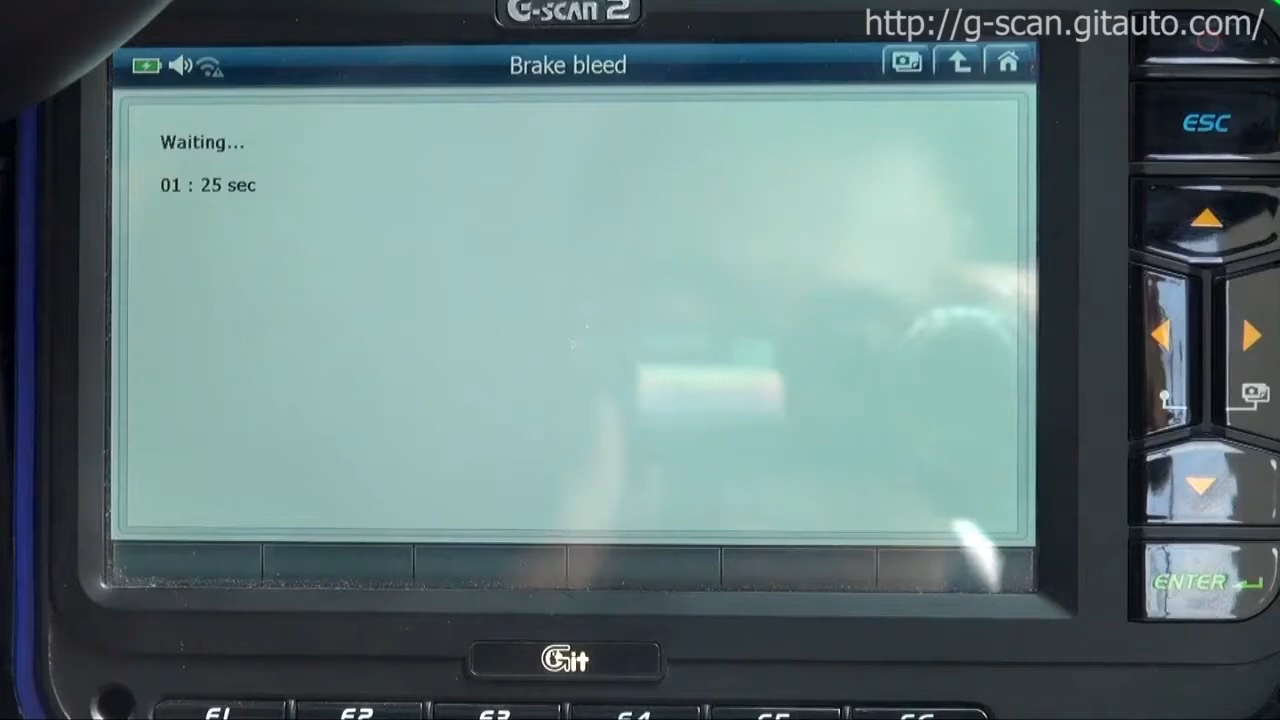 http://g-scan.gitauto.com/
G-scan 2
Brake bleed
Waiting...
01 : 25 sec
ESC
ENTER
Git
F1 F2 F3 F4 F5 F6